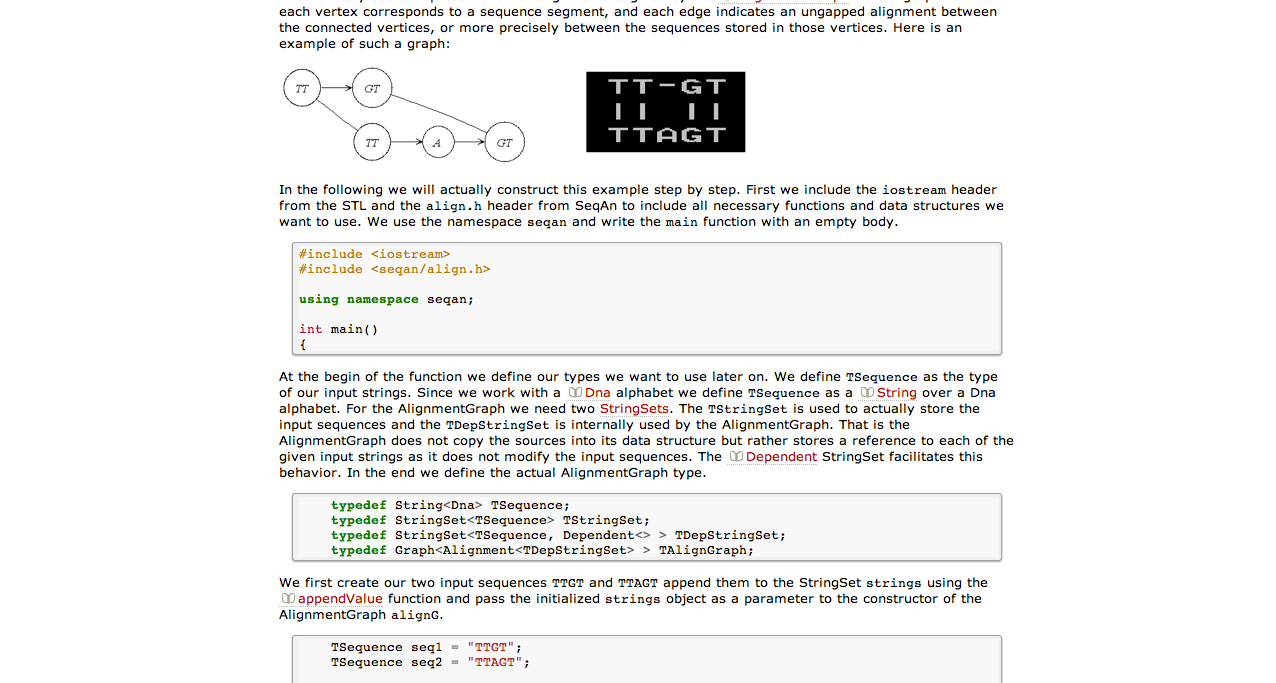 each vertex corresponds to a sequence segment, and each edge indicates an ungapped alignment between
the connected vertices, or more precisely between the sequences stored in those vertices. Here is an
example of such a graph:
TT
GT
TT
A
GT
TT-GT
|| ||
TTAGT
In the following we will actually construct this example step by step. First we include the iostream header
from the STL and the align.h header from SeqAn to include all necessary functions and data structures we
want to use. We use the namespace seqan and write the main function with an empty body.
#include <iostream>
#include <seqan/align.h>
using namespace seqan;
int main()
{
At the begin of the function we define our types we want to use later on. We define TSequence as the type
of our input strings. Since we work with a Dna alphabet we define TSequence as a String over a Dna
alphabet. For the AlignmentGraph we need two StringSets. The TStringSet is used to actually store the
input sequences and the TDepStringSet is internally used by the AlignmentGraph. That is the
AlignmentGraph does not copy the sources into its data structure but rather stores a reference to each of the
given input strings as it does not modify the input sequences. The Dependent StringSet facilitates this
behavior. In the end we define the actual AlignmentGraph type.
typedef String<Dna> TSequence;
typedef StringSet<TSequence> TStringSet;
typedef StringSet<TSequence, Dependent<> > TDepStringSet;
typedef Graph<Alignment<TDepStringSet> > TAlignGraph;
We first create our two input sequences TTGT and TTAGT append them to the StringSet strings using the
appendValue function and pass the initialized strings object as a parameter to the constructor of the
AlignmentGraph alignG.
TSequence seq1 = "TTGT";
TSequence seq2 = "TTAGT";